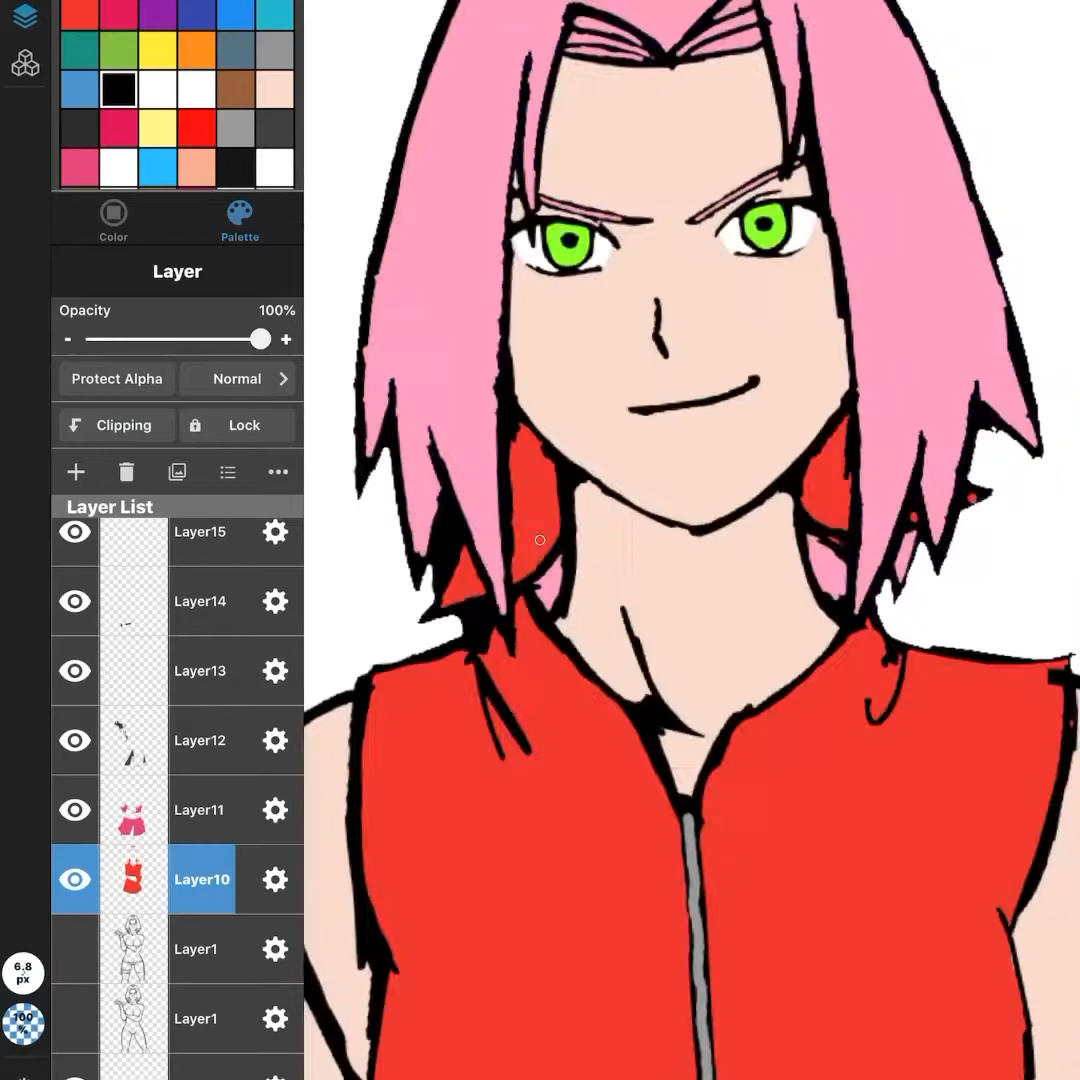 Color
Palette
Layer
Opacity 100%
- +
Protect Alpha
Normal
Clipping
Lock
Layer List
Layer15
Layer14
Layer13
Layer12
Layer11
Layer10
Layer1
Layer1
6.8
px
100
%